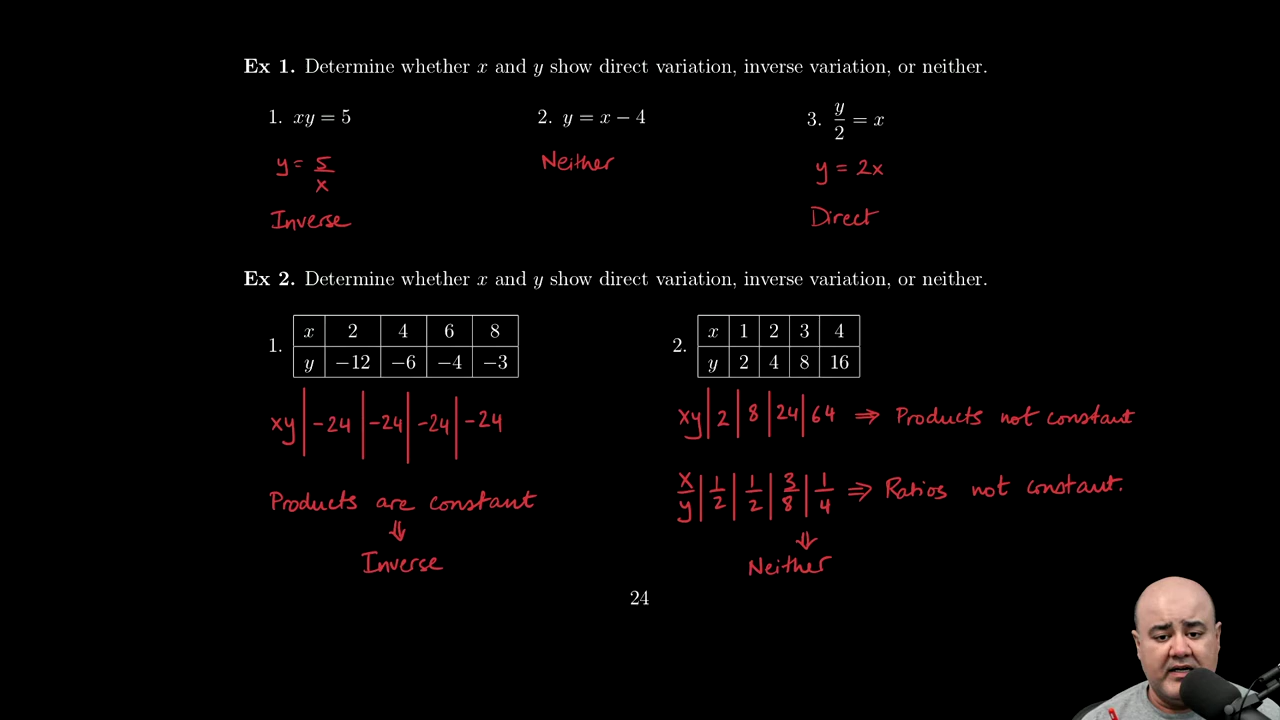 Ex 1. Determine whether x and y show direct variation, inverse variation, or neither.
1. xy = 5
2. y = x − 4
3. y/2 = x
y = 5/x
Neither
y = 2x
Inverse
Direct
Ex 2. Determine whether x and y show direct variation, inverse variation, or neither.
1.
x | 2 | 4 | 6 | 8
y | −12 | −6 | −4 | −3
xy | -24 | -24 | -24 | -24
Products are constant
⇓
Inverse
2.
x | 1 | 2 | 3 | 4
y | 2 | 4 | 8 | 16
xy | 2 | 8 | 24 | 64 ⇒ Products not constant
x/y | 1/2 | 1/2 | 3/8 | 1/4 ⇒ Ratios not constant.
⇓
Neither
24